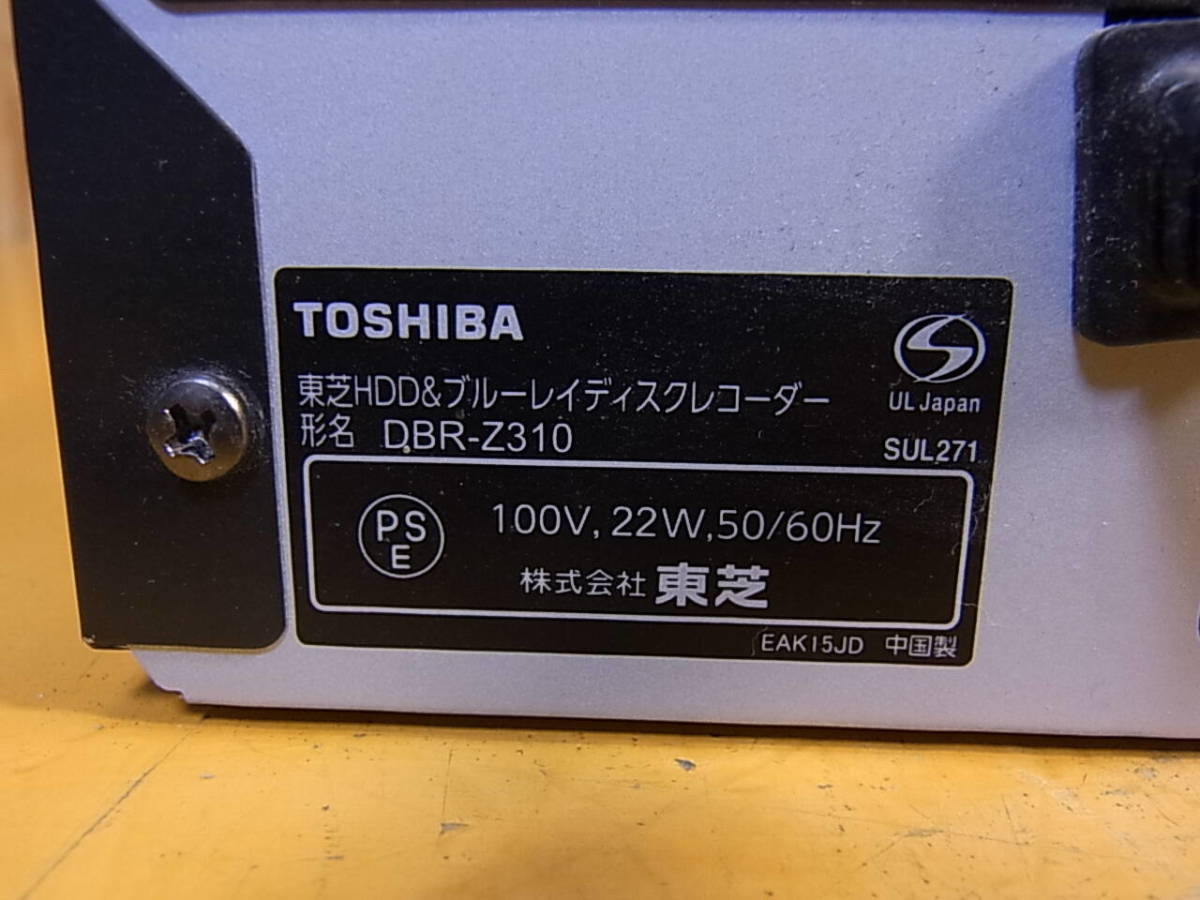 TOSHIBA
東芝HDD&ブルーレイディスクレコーダー
形名 DBR-Z310
S
UL Japan
SUL271
PS
E
100V, 22W, 50/60Hz
株式会社 東芝
EAK15JD 中国製